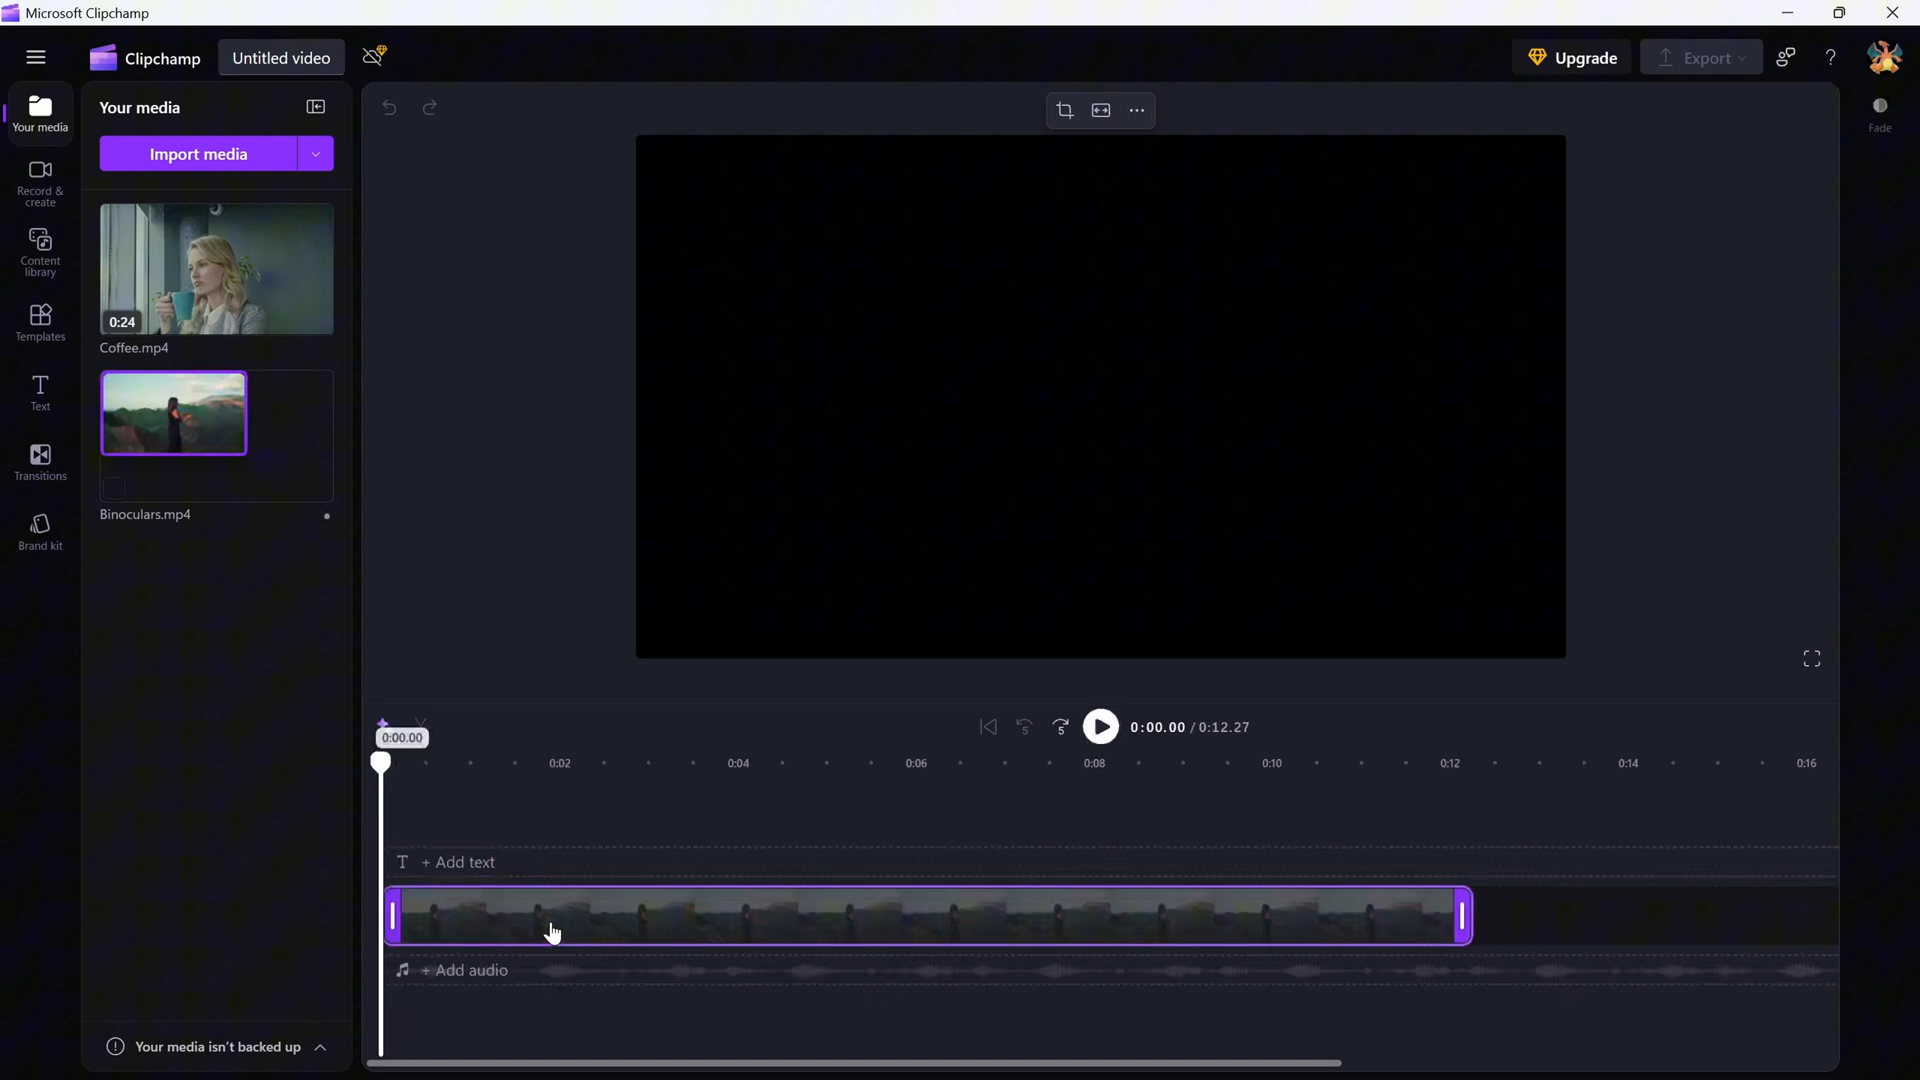 Microsoft Clipchamp
Clipchamp
Untitled video
Upgrade
Export
?
Your media
Your media
Import media
Fade
Record &
create
0:24
Coffee.mp4
Content
library
Templates
Text
Transitions
Binoculars.mp4
Brand kit
5
5
0:00.00 / 0:12.27
0:00.00
0:02
0:04
0:06
0:08
0:10
0:12
0:14
0:16
T + Add text
+ Add audio
Your media isn't backed up